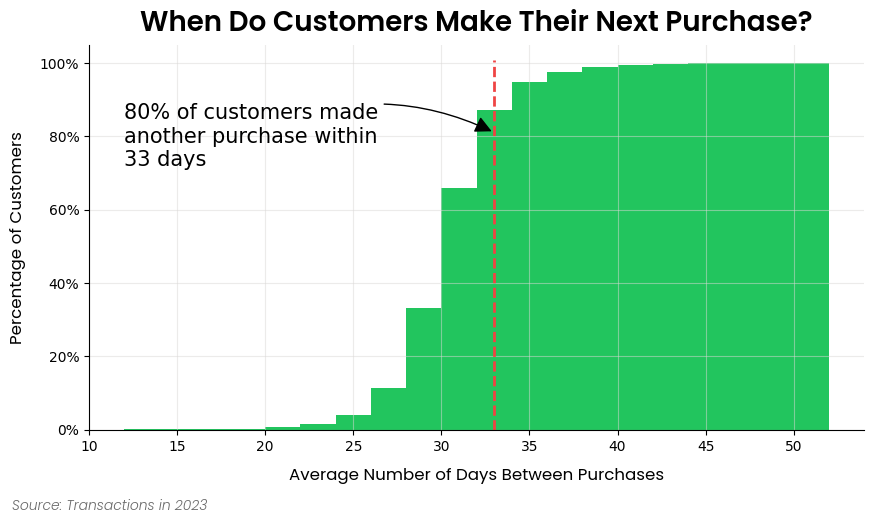 When Do Customers Make Their Next Purchase?
100%
80% of customers made
another purchase within
33 days
80%
60%
40%
20%
0%
Percentage of Customers
10 15 20 25 30 35 40 45 50
Average Number of Days Between Purchases
Source: Transactions in 2023